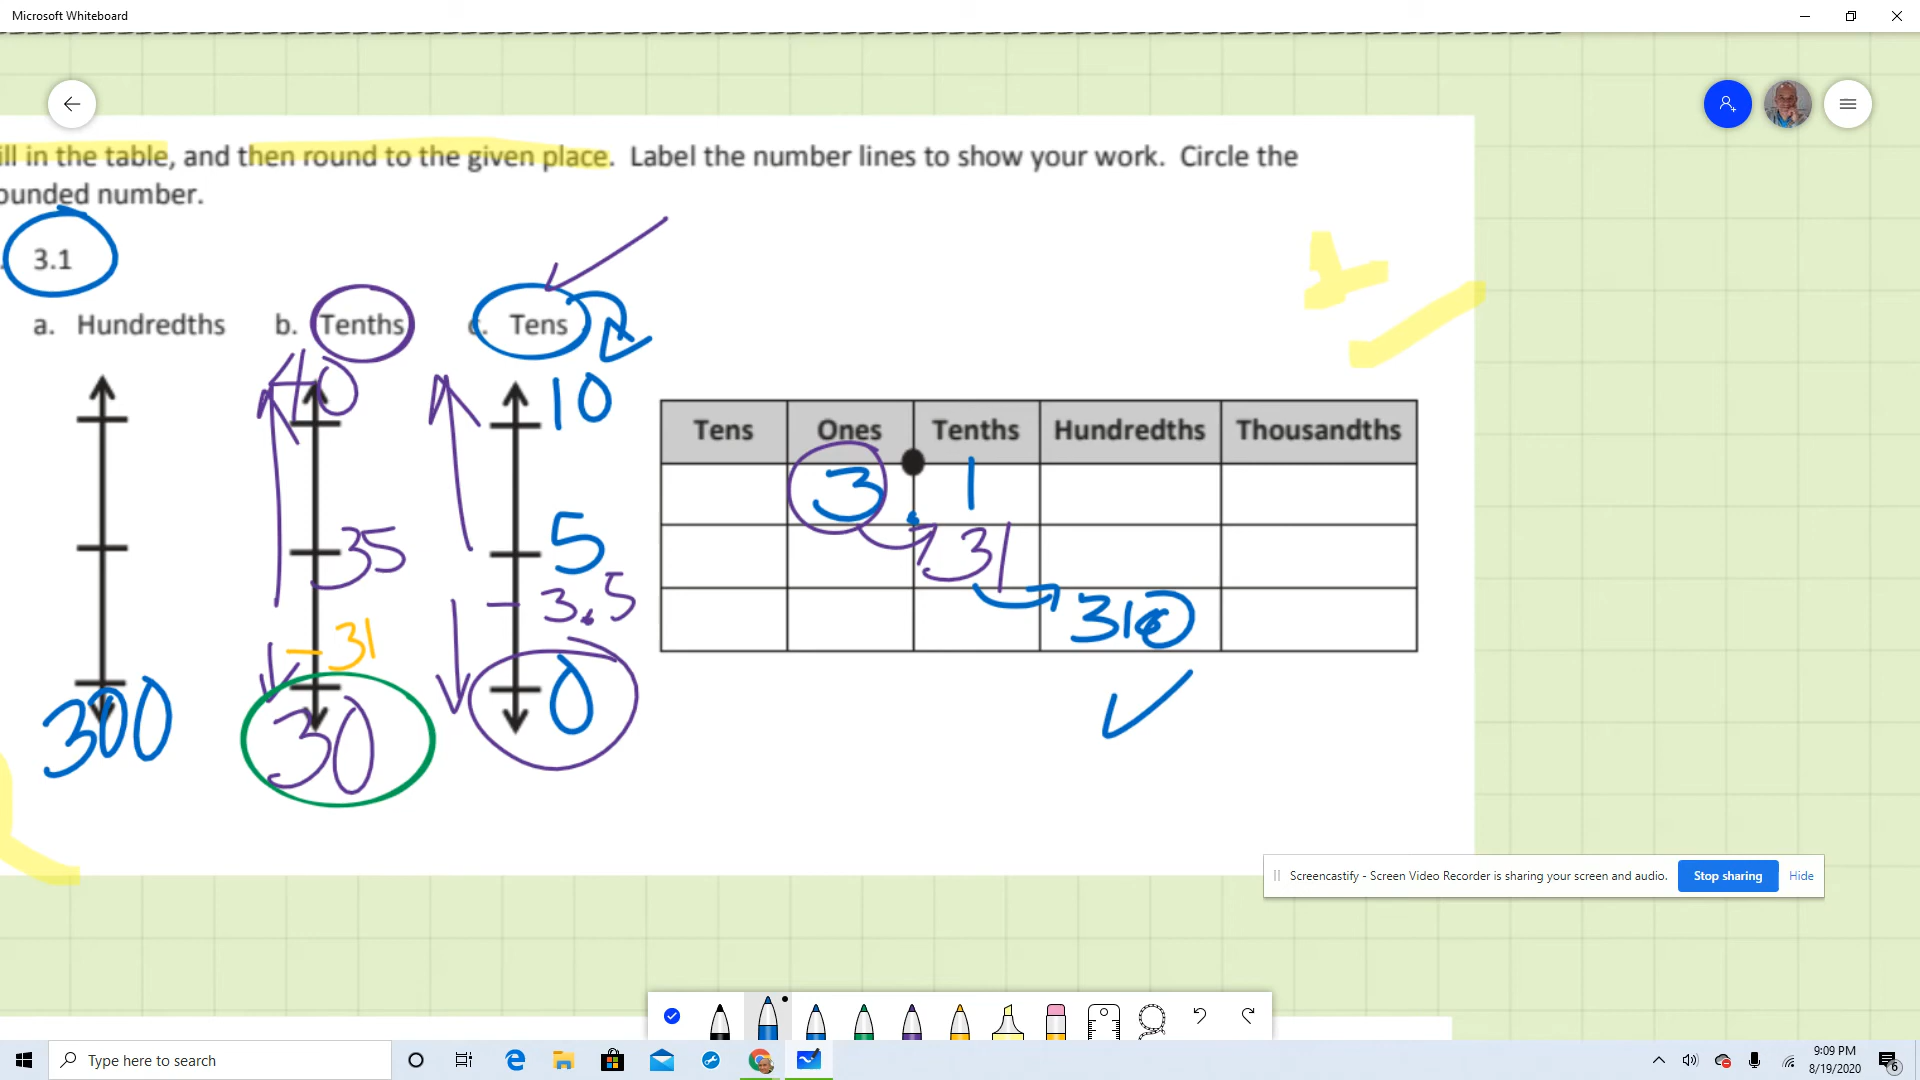 Microsoft Whiteboard
ill in the table, and then round to the given place. Label the number lines to show your work. Circle the
ounded number.
3.1
a. Hundredths b. Tenths c. Tens
40
10
35
5
3.5
31
300
30
0
Tens Ones Tenths Hundredths Thousandths
3 1
.
31
310
Screencastify - Screen Video Recorder is sharing your screen and audio. Stop sharing Hide
Type here to search
9:09 PM
8/19/2020
6